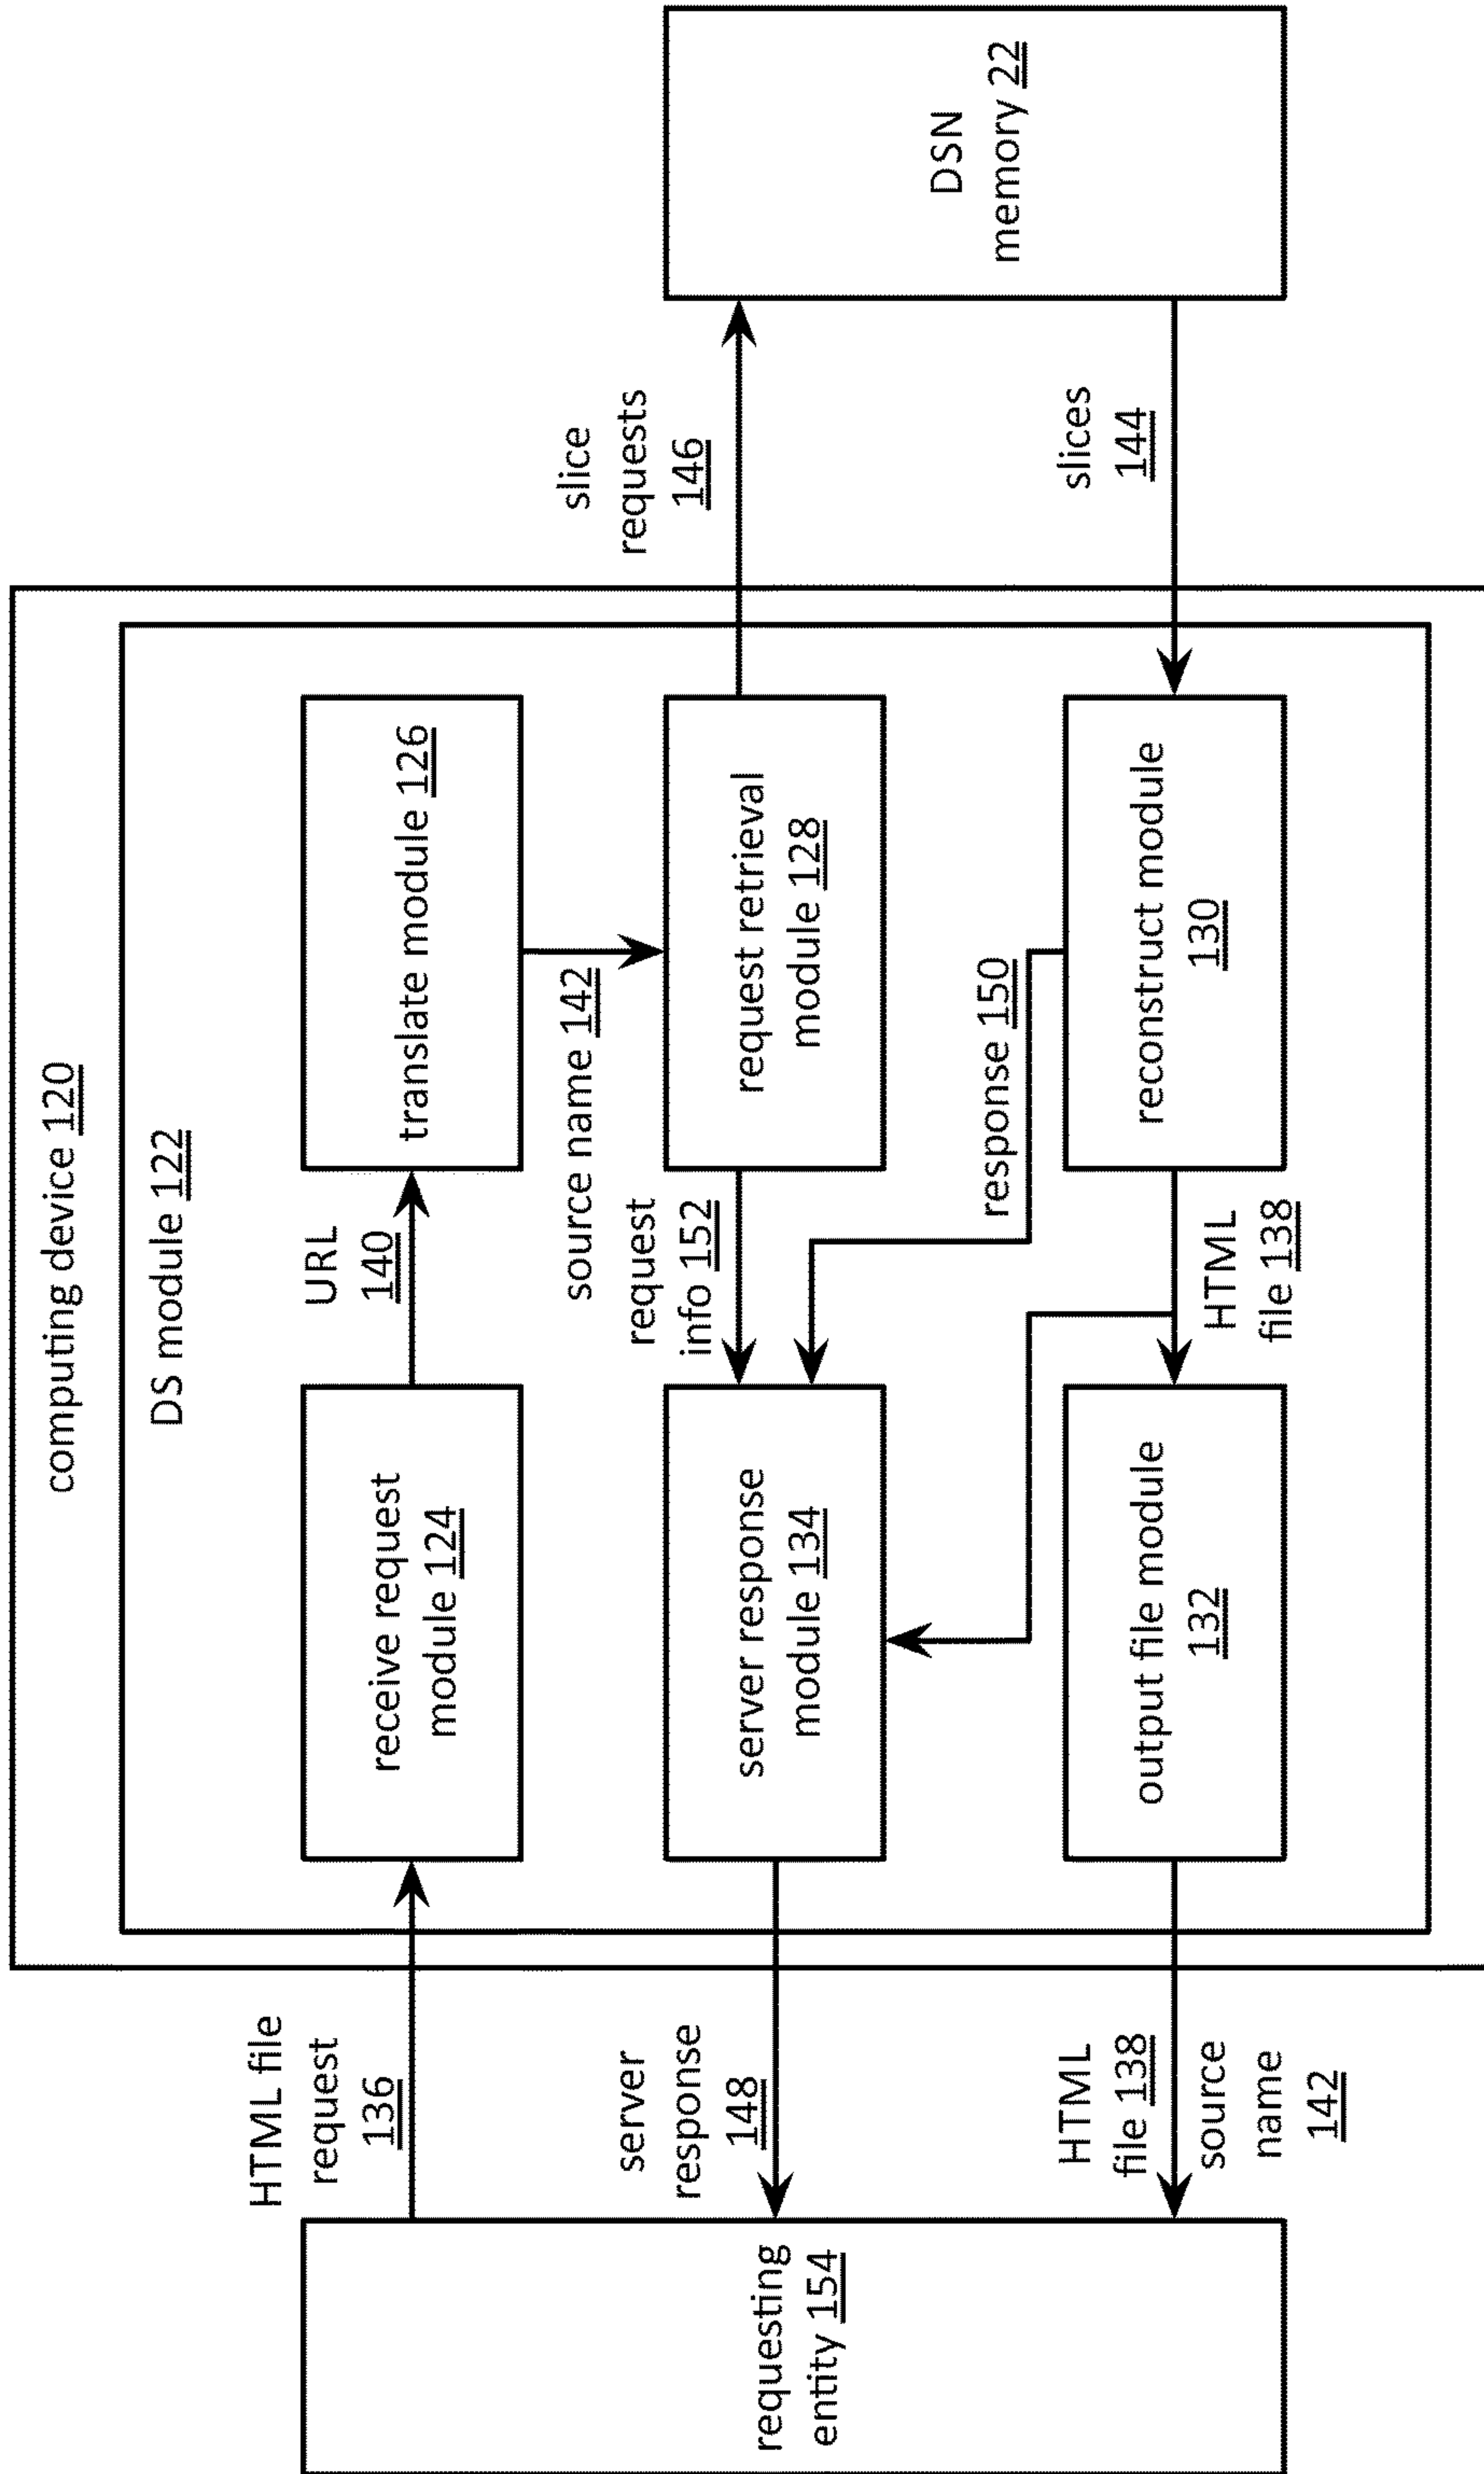 computing device 120
DS module 122
HTML file
request
136
receive request
module 124
URL
140
translate module 126
source name 142
requesting
entity 154
server
response
148
server response
module 134
request
info 152
request retrieval
module 128
slice
requests
146
DSN
memory 22
response 150
HTML
file 138
source
name
142
output file module
132
HTML
file 138
reconstruct module
130
slices
144